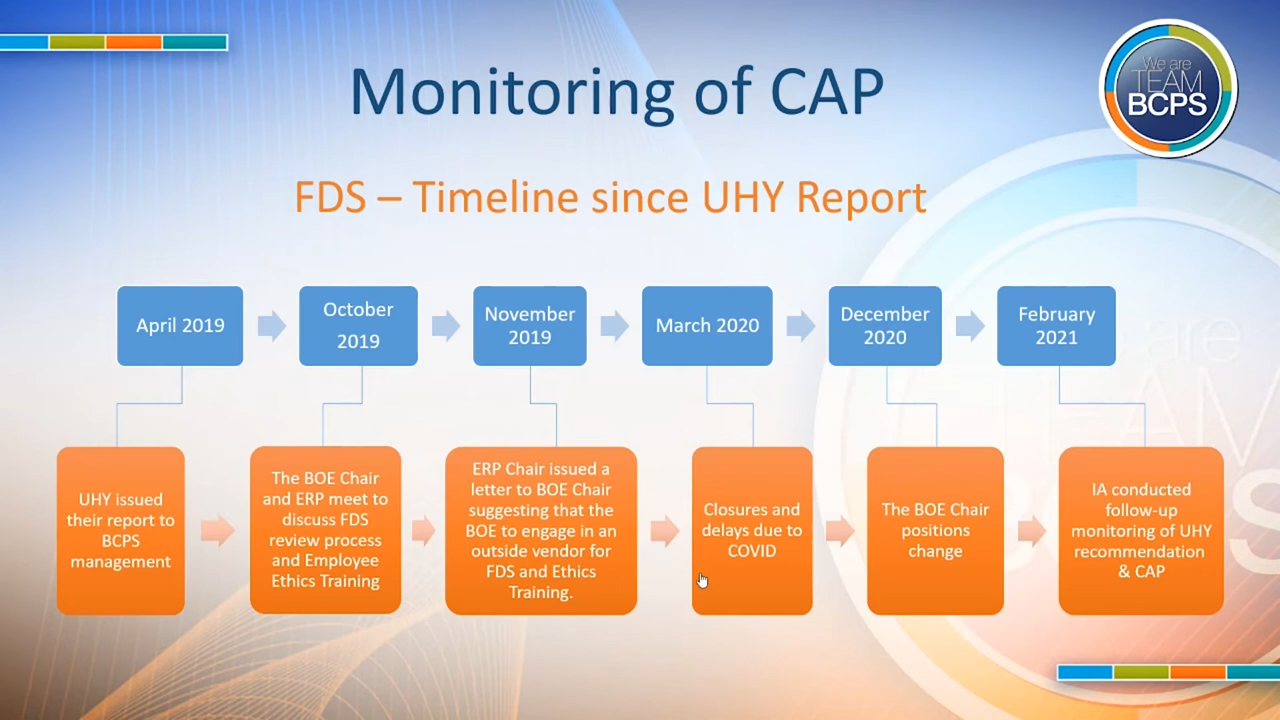 We are
TEAM
BCPS
Monitoring of CAP
FDS – Timeline since UHY Report
April 2019
October
2019
November
2019
March 2020
December
2020
February
2021
UHY issued
their report to
BCPS
management
The BOE Chair
and ERP meet to
discuss FDS
review process
and Employee
Ethics Training
ERP Chair issued a
letter to BOE Chair
suggesting that the
BOE to engage in an
outside vendor for
FDS and Ethics
Training.
Closures and
delays due to
COVID
The BOE Chair
positions
change
IA conducted
follow-up
monitoring of UHY
recommendation
& CAP